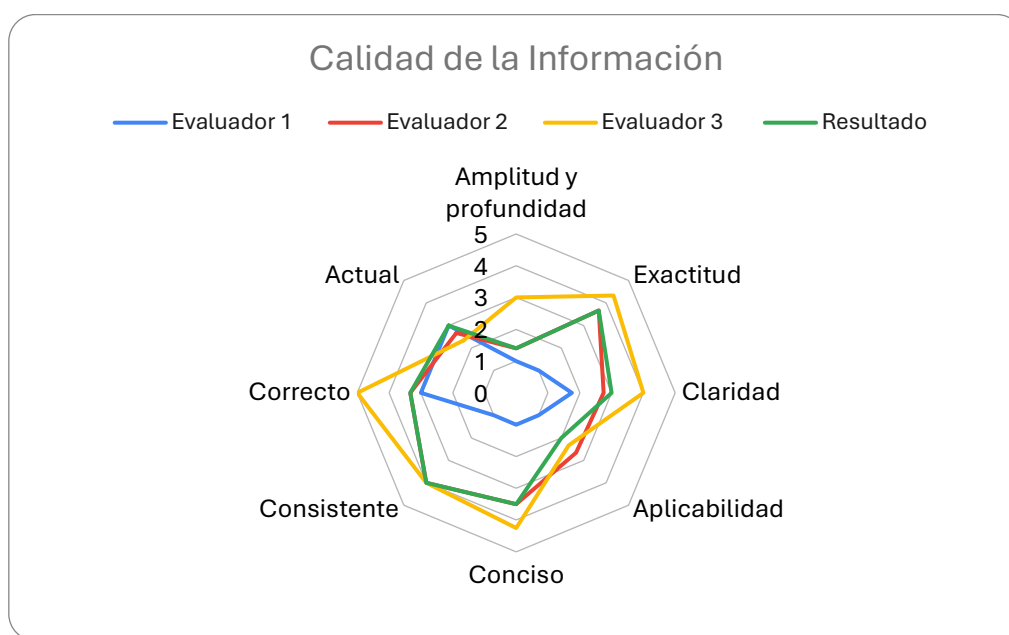 Calidad de la Información
Evaluador 1 Evaluador 2 Evaluador 3 Resultado
Amplitud y
profundidad
Exactitud
Claridad
Aplicabilidad
Conciso
Consistente
Correcto
Actual
5
4
3
2
1
0